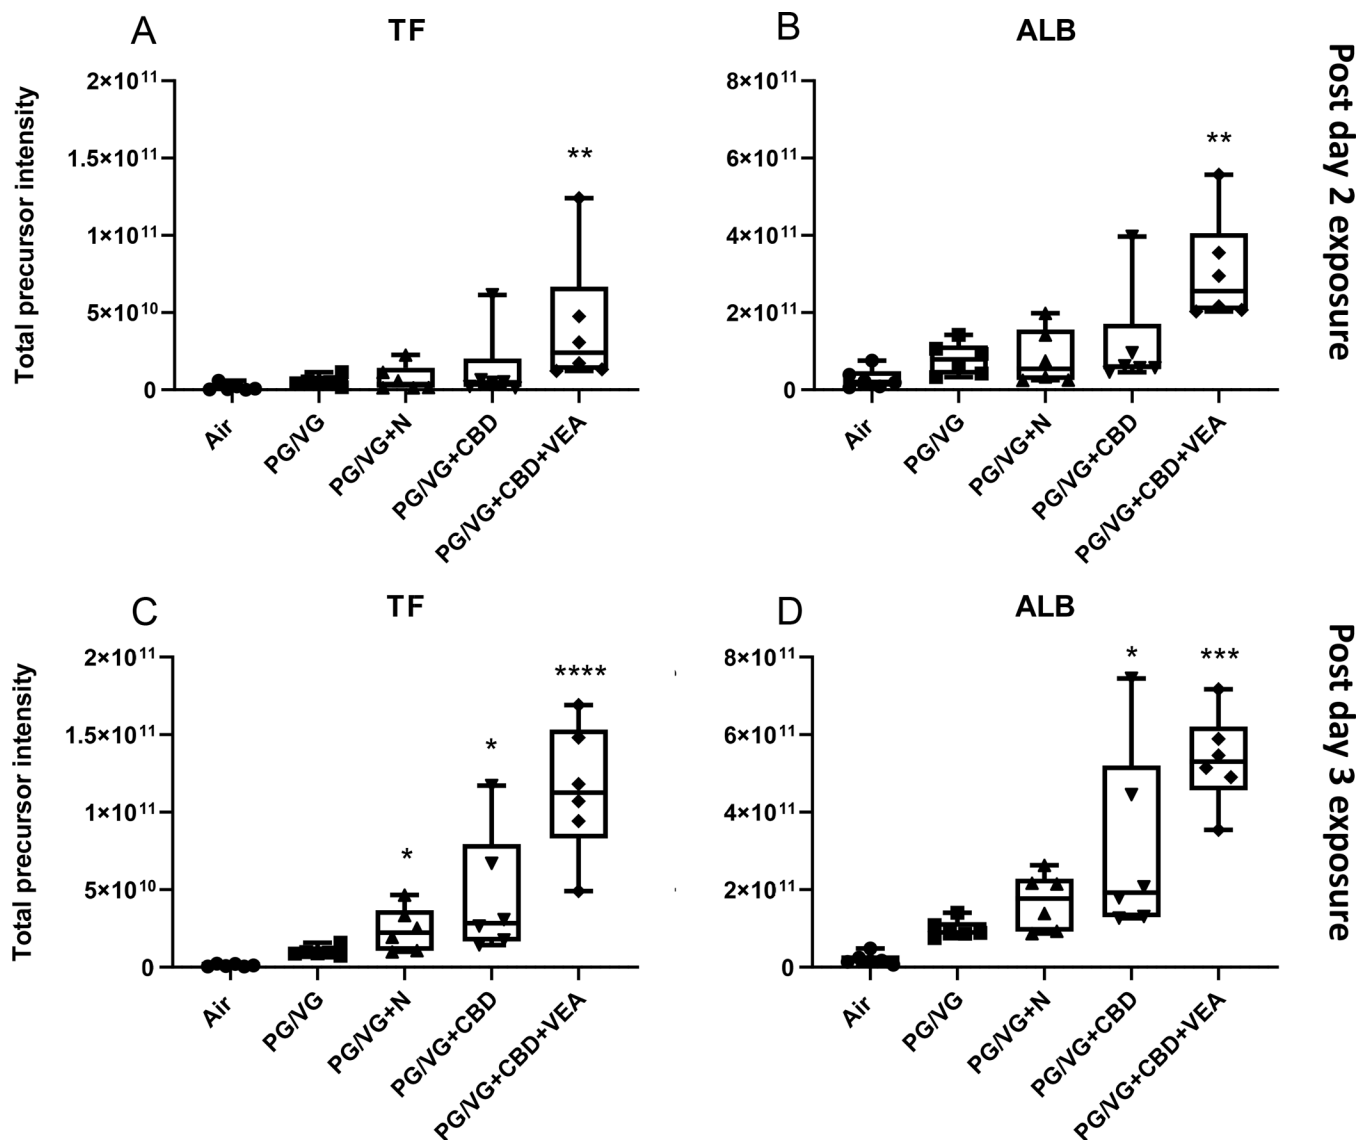 A
TF
Total precursor intensity
2×10¹¹
1.5×10¹¹
1×10¹¹
5×10¹⁰
0
**
Air
PG/VG
PG/VG+N
PG/VG+CBD
PG/VG+CBD+VEA
B
ALB
8×10¹¹
6×10¹¹
4×10¹¹
2×10¹¹
0
**
Air
PG/VG
PG/VG+N
PG/VG+CBD
PG/VG+CBD+VEA
Post day 2 exposure
C
TF
Total precursor intensity
2×10¹¹
1.5×10¹¹
1×10¹¹
5×10¹⁰
0
*
*
****
Air
PG/VG
PG/VG+N
PG/VG+CBD
PG/VG+CBD+VEA
D
ALB
8×10¹¹
6×10¹¹
4×10¹¹
2×10¹¹
0
*
***
Air
PG/VG
PG/VG+N
PG/VG+CBD
PG/VG+CBD+VEA
Post day 3 exposure